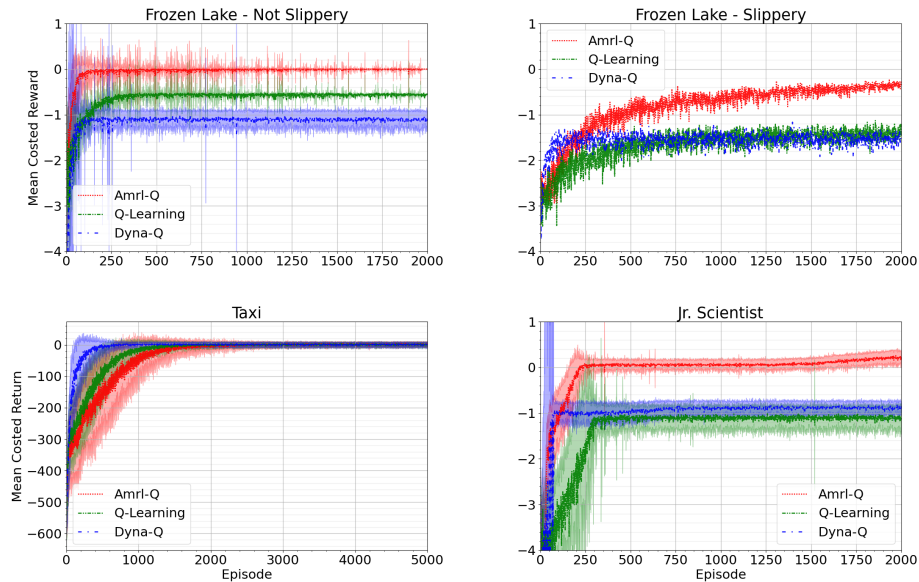 Frozen Lake - Not Slippery
Mean Costed Reward
1
0
−1
−2
−3
−4
Amrl-Q
Q-Learning
Dyna-Q
0 250 500 750 1000 1250 1500 1750 2000
Frozen Lake - Slippery
1
0
−1
−2
−3
−4
Amrl-Q
Q-Learning
Dyna-Q
0 250 500 750 1000 1250 1500 1750 2000
Taxi
Mean Costed Return
0
−100
−200
−300
−400
−500
−600
Amrl-Q
Q-Learning
Dyna-Q
0 1000 2000 3000 4000 5000
Episode
Jr. Scientist
1
0
−1
−2
−3
−4
Amrl-Q
Q-Learning
Dyna-Q
0 250 500 750 1000 1250 1500 1750 2000
Episode